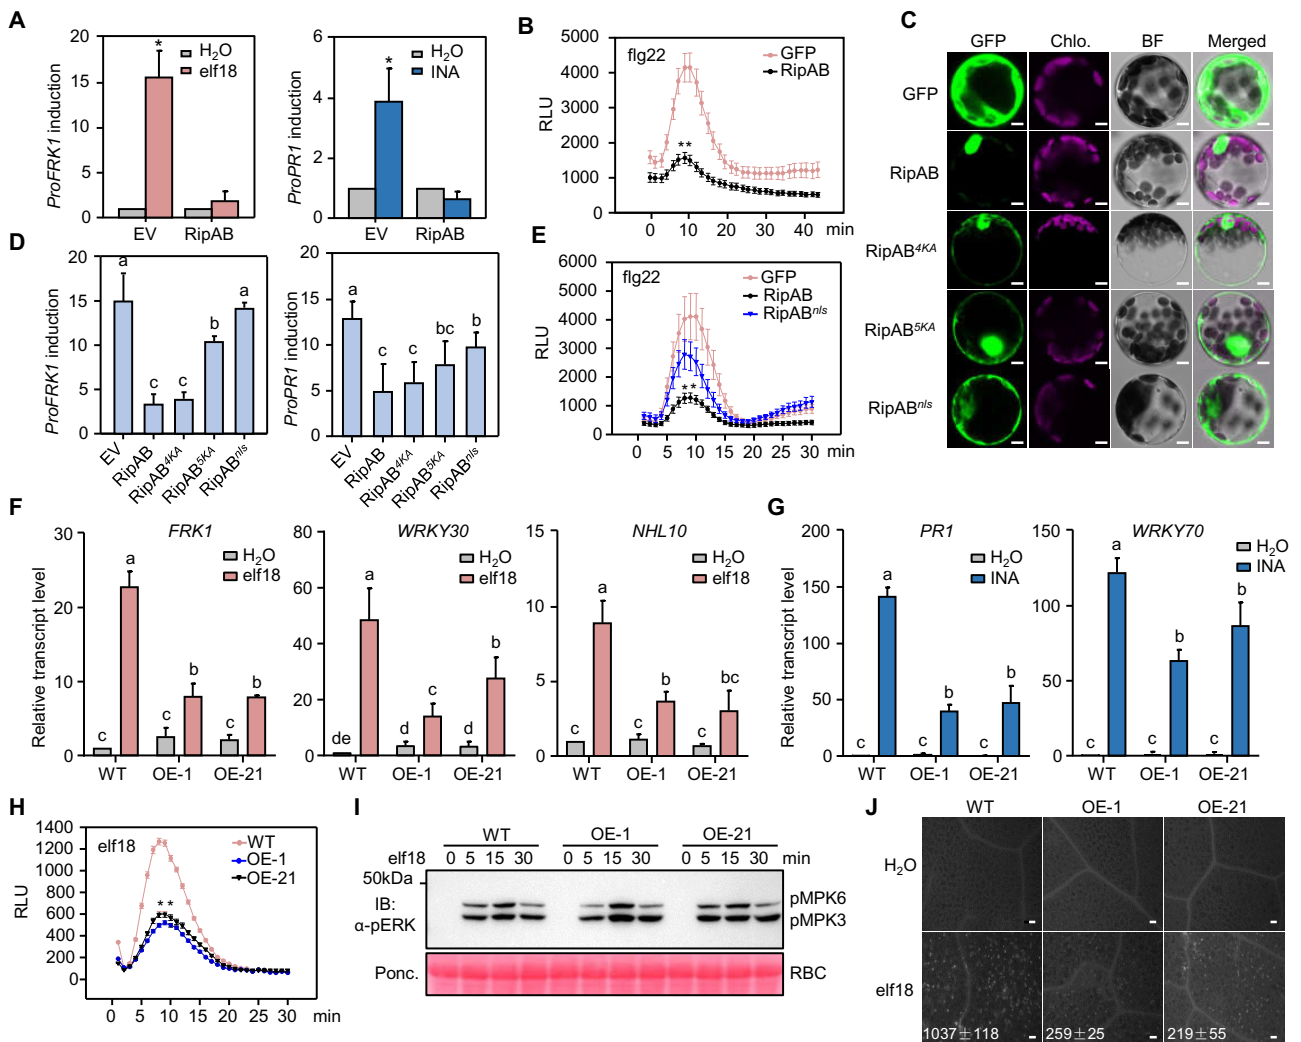 A
ProFRK1 induction
20
15
10
5
0
*
H2O
elf18
EV
RipAB
ProPR1 induction
6
4
2
0
*
H2O
INA
EV
RipAB
B
RLU
5000
4000
3000
2000
1000
0
flg22
GFP
RipAB
**
0 10 20 30 40 min
C
GFP Chlo. BF Merged
GFP
RipAB
RipAB4KA
RipAB5KA
RipABnls
D
ProFRK1 induction
20
15
10
5
0
a c c b a
EV RipAB RipAB4KA RipAB5KA RipABnls
ProPR1 induction
20
15
10
5
0
a c c bc b
EV RipAB RipAB4KA RipAB5KA RipABnls
E
RLU
6000
5000
4000
3000
2000
1000
0
flg22
GFP
RipAB
RipABnls
**
0 5 10 15 20 25 30 min
F
Relative transcript level
FRK1
30
20
10
0
H2O
elf18
c a c b c b
WT OE-1 OE-21
WRKY30
80
60
40
20
0
H2O
elf18
de a d c d b
WT OE-1 OE-21
NHL10
15
10
5
0
H2O
elf18
c a c b c bc
WT OE-1 OE-21
G
Relative transcript level
PR1
200
150
100
50
0
H2O
INA
c a c b c b
WT OE-1 OE-21
WRKY70
150
100
50
0
H2O
INA
c a c b c b
WT OE-1 OE-21
H
RLU
1400
1200
1000
800
600
400
200
0
elf18
WT
OE-1
OE-21
**
0 5 10 15 20 25 30 min
I
WT OE-1 OE-21
elf18 0 5 15 30 0 5 15 30 0 5 15 30 min
50kDa
IB:
α-pERK
pMPK6
pMPK3
Ponc.
RBC
J
WT OE-1 OE-21
H2O
elf18
1037±118 259±25 219±55